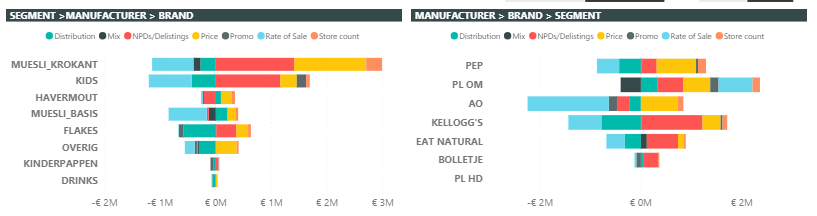 SEGMENT >MANUFACTURER > BRAND
Distribution Mix NPDs/Delistings Price Promo Rate of Sale Store count
MUESLI_KROKANT
KIDS
HAVERMOUT
MUESLI_BASIS
FLAKES
OVERIG
KINDERPAPPEN
DRINKS
-€ 2M -€ 1M € 0M € 1M € 2M € 3M
MANUFACTURER > BRAND > SEGMENT
Distribution Mix NPDs/Delistings Price Promo Rate of Sale Store count
PEP
PL OM
AO
KELLOGG'S
EAT NATURAL
BOLLETJE
PL HD
-€ 2M € 0M € 2M